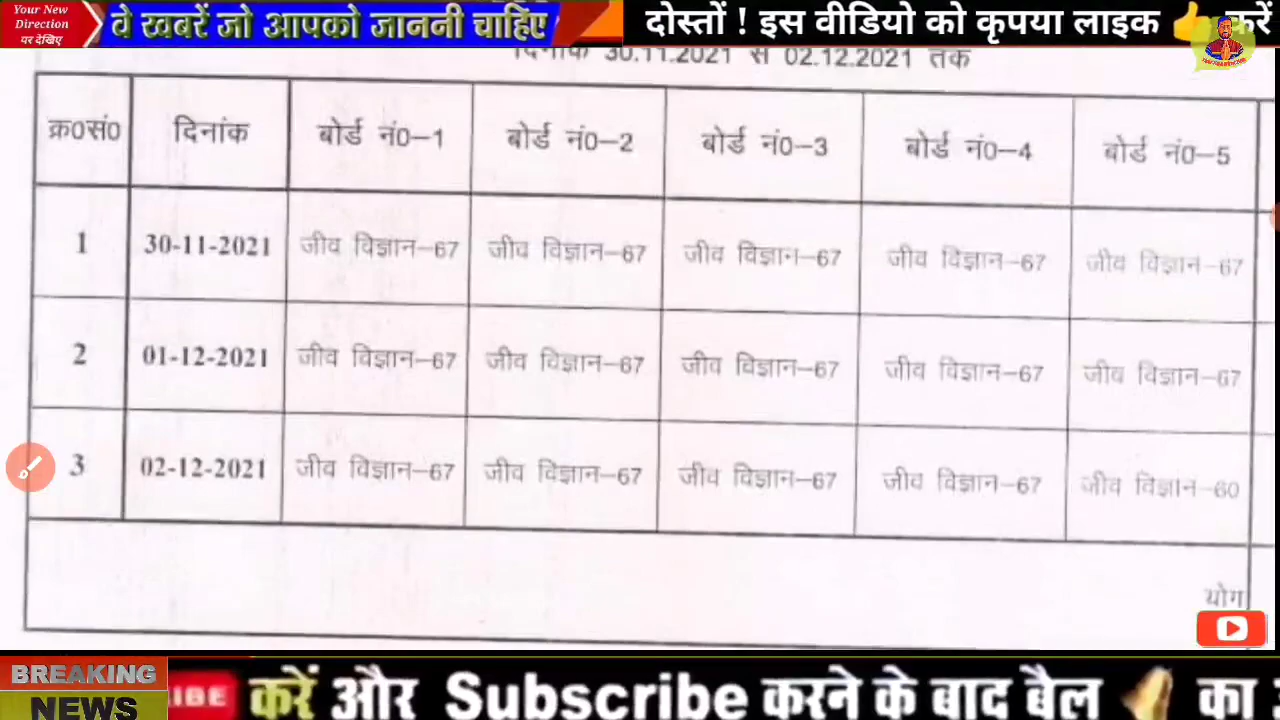 Your New
Direction
पर देखिए
वे खबरें जो आपको जाननी चाहिए
दोस्तों ! इस वीडियो को कृपया लाइक 👍 करें
दिनांक 30.11.2021 से 02.12.2021 तक
क्र0सं0 दिनांक बोर्ड नं0-1 बोर्ड नं0-2 बोर्ड नं0-3 बोर्ड नं0-4 बोर्ड नं0-5
1 30-11-2021 जीव विज्ञान-67 जीव विज्ञान-67 जीव विज्ञान-67 जीव विज्ञान-67 जीव विज्ञान-67
2 01-12-2021 जीव विज्ञान-67 जीव विज्ञान-67 जीव विज्ञान-67 जीव विज्ञान-67 जीव विज्ञान-67
3 02-12-2021 जीव विज्ञान-67 जीव विज्ञान-67 जीव विज्ञान-67 जीव विज्ञान-67 जीव विज्ञान-60
योग
BREAKING
NEWS
IBE करें और Subscribe करने के बाद बैल 🔔 का